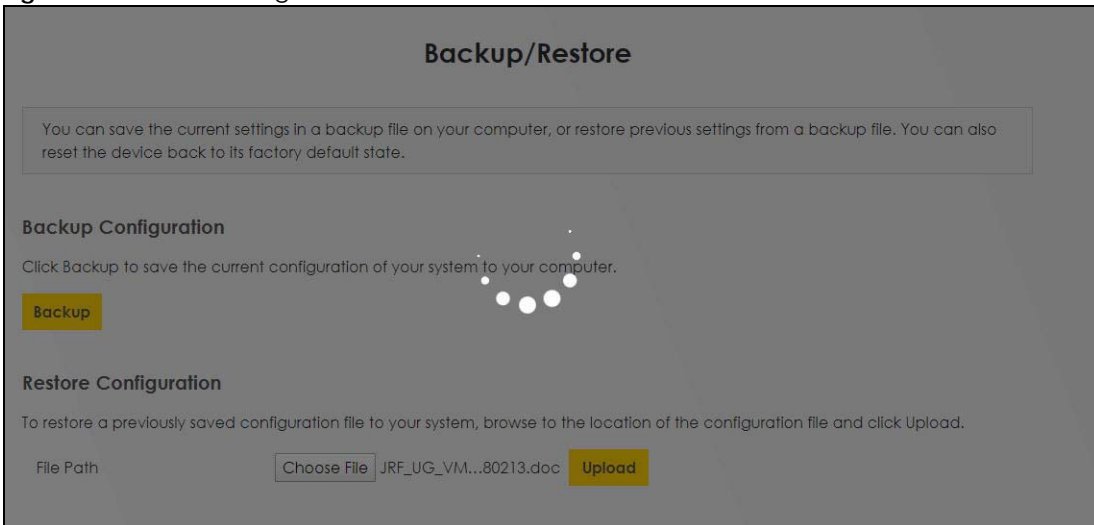 Backup/Restore
You can save the current settings in a backup file on your computer, or restore previous settings from a backup file. You can also
reset the device back to its factory default state.
Backup Configuration
Click Backup to save the current configuration of your system to your computer.
Backup
Restore Configuration
To restore a previously saved configuration file to your system, browse to the location of the configuration file and click Upload.
File Path Choose File JRF_UG_VM...80213.doc Upload